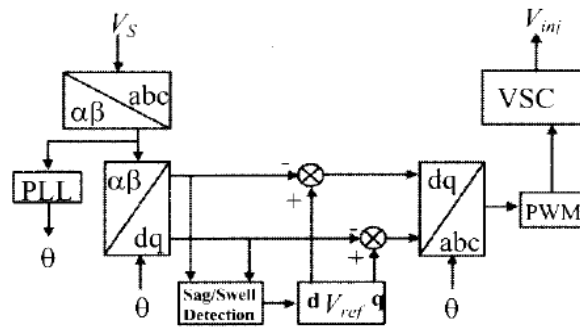 V_S
V_inj
abc
αβ
VSC
PLL
αβ
dq
dq
abc
PWM
-
+
-
+
θ
θ
Sag/Swell
Detection
d V_ref q
θ